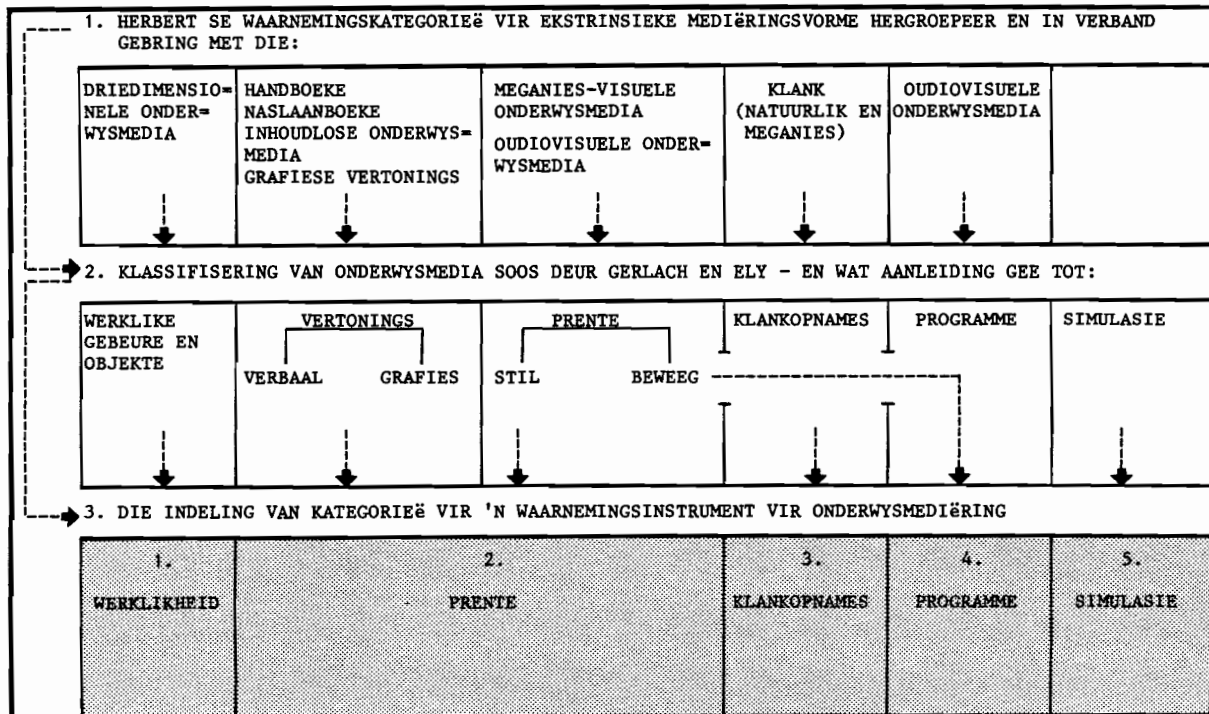 1. HERBERT SE WAARNEMINGSKATEGORIEë VIR EKSTRINSIEKE MEDIëRINGSVORME HERGROEPEER EN IN VERBAND
GEBRING MET DIE:
DRIEDIMENSIO=
NELE ONDER=
WYSMEDIA
HANDBOEKE
NASLAANBOEKE
INHOUDLOSE ONDERWYS=
MEDIA
GRAFIESE VERTONINGS
MEGANIES-VISUELE
ONDERWYSMEDIA
OUDIOVISUELE ONDER=
WYSMEDIA
KLANK
(NATUURLIK EN
MEGANIES)
OUDIOVISUELE
ONDERWYSMEDIA
2. KLASSIFISERING VAN ONDERWYSMEDIA SOOS DEUR GERLACH EN ELY - EN WAT AANLEIDING GEE TOT:
WERKLIKE
GEBEURE EN
OBJEKTE
VERTONINGS
VERBAAL GRAFIES
PRENTE
STIL BEWEEG
KLANKOPNAMES
PROGRAMME
SIMULASIE
3. DIE INDELING VAN KATEGORIEë VIR 'N WAARNEMINGSINSTRUMENT VIR ONDERWYSMEDIëRING
1.
WERKLIKHEID
2.
PRENTE
3.
KLANKOPNAMES
4.
PROGRAMME
5.
SIMULASIE